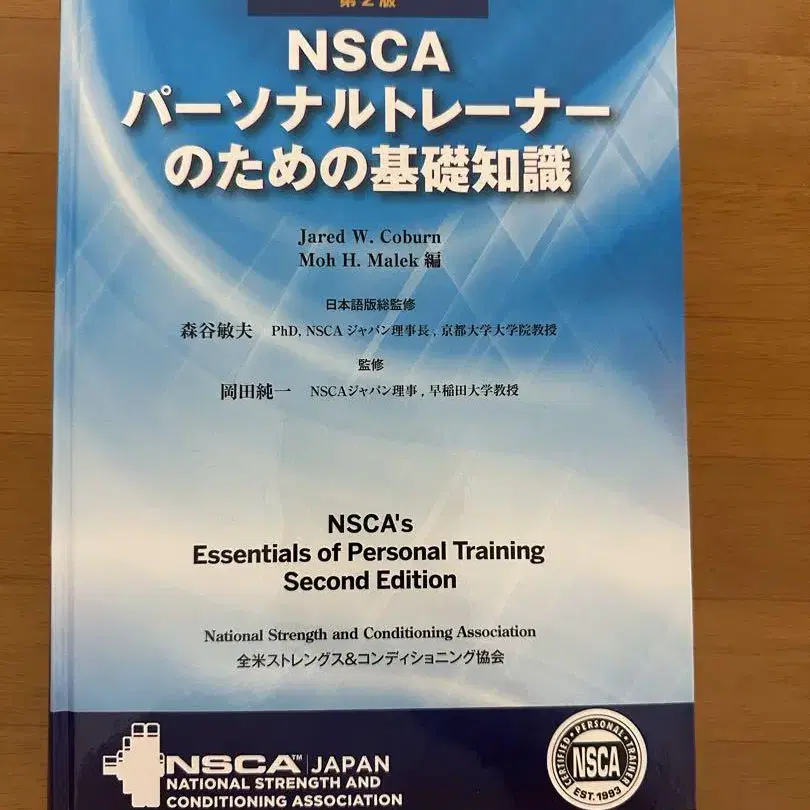 第2版
NSCA
パーソナルトレーナー
のための基礎知識
Jared W. Coburn
Moh H. Malek 編
日本語版総監修
森谷敏夫 PhD, NSCA ジャパン理事長, 京都大学大学院教授
監修
岡田純一 NSCAジャパン理事, 早稲田大学教授
NSCA's
Essentials of Personal Training
Second Edition
National Strength and Conditioning Association
全米ストレングス&コンディショニング協会
NSCA™ JAPAN
NATIONAL STRENGTH AND
CONDITIONING ASSOCIATION
CERTIFIED • PERSONAL • TRAINER
NSCA
EST. 1993